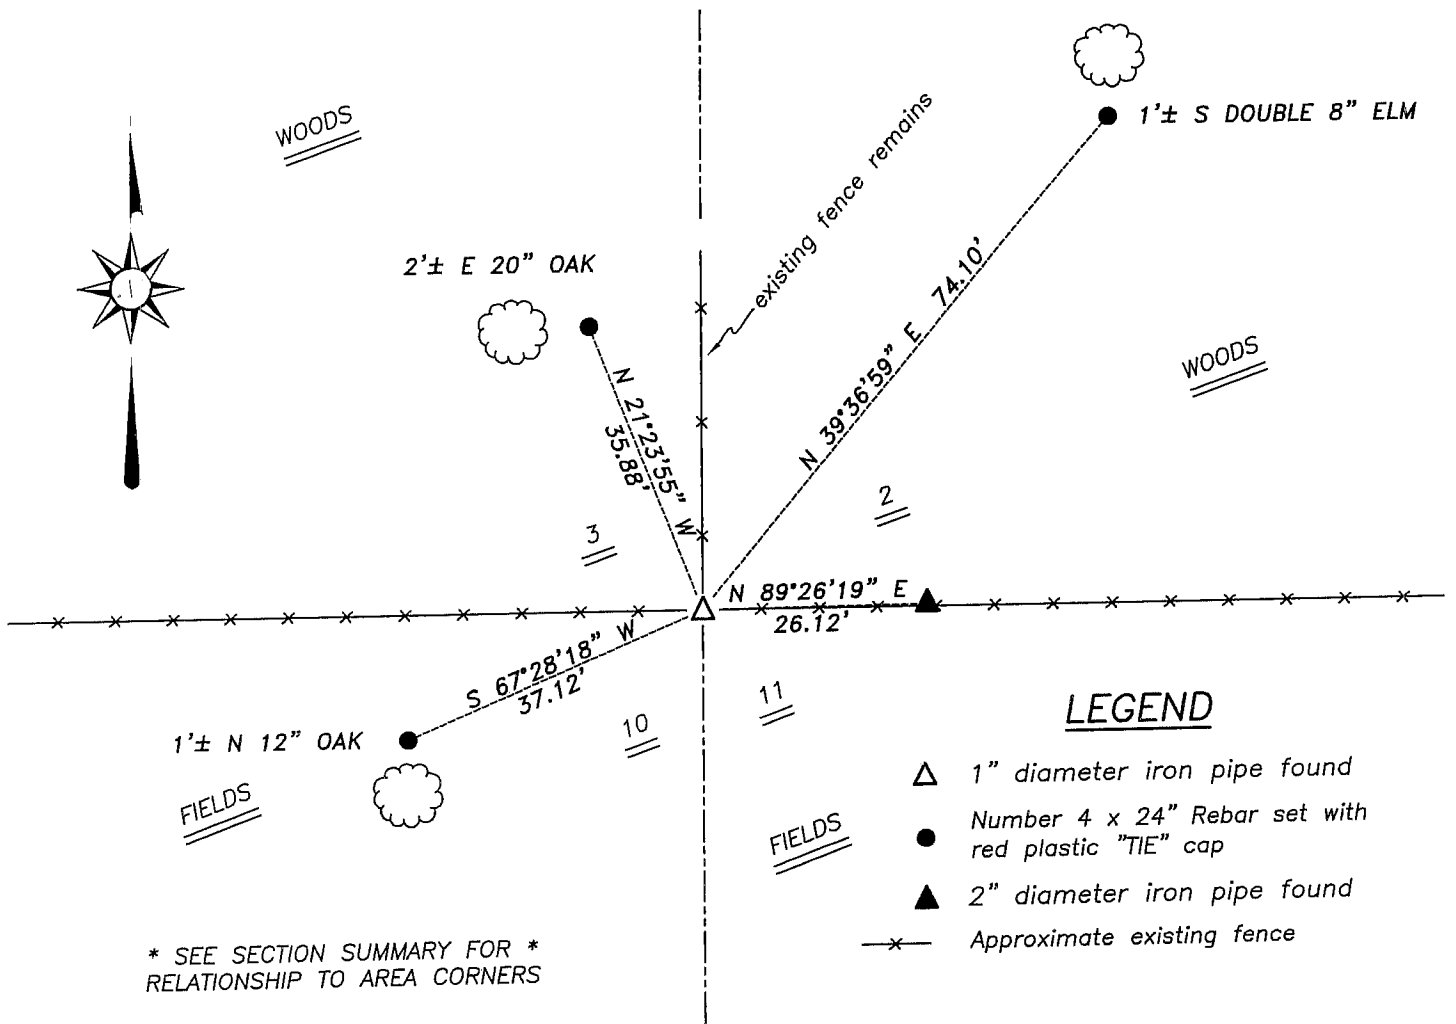 WOODS
1'± S DOUBLE 8" ELM
existing fence remains
2'± E 20" OAK
74.10'
N 39°36'59" E
WOODS
N 21°23'55" W
35.88'
3
2
N 89°26'19" E
26.12'
S 67°28'18" W
37.12'
10
11
1'± N 12" OAK
FIELDS
FIELDS
LEGEND
1" diameter iron pipe found
Number 4 x 24" Rebar set with
red plastic "TIE" cap
2" diameter iron pipe found
Approximate existing fence
* SEE SECTION SUMMARY FOR *
RELATIONSHIP TO AREA CORNERS